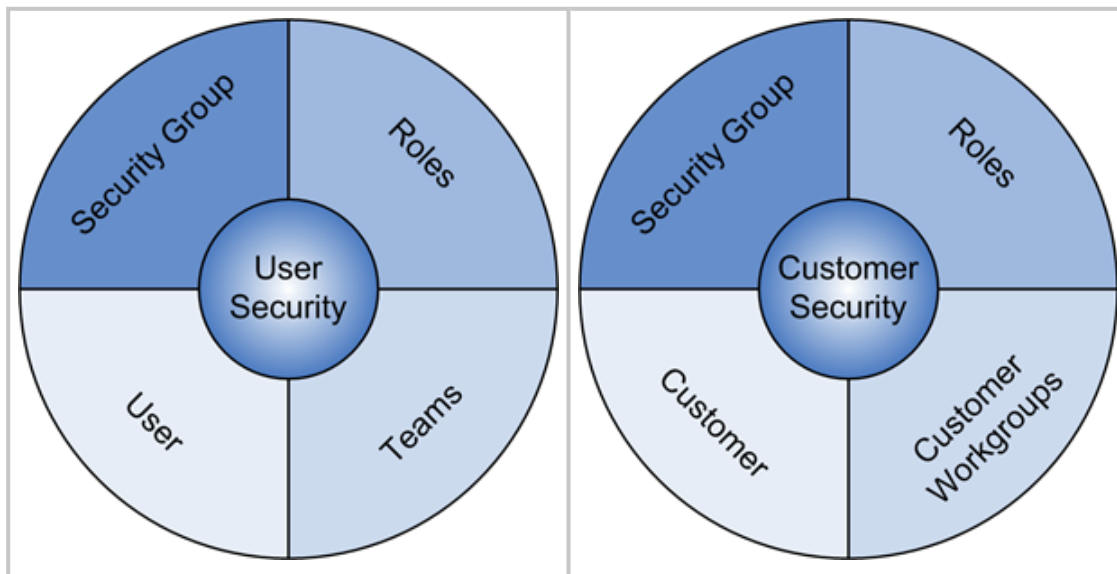 Security Group
Roles
User
Security
User
Teams
Security Group
Roles
Customer
Security
Customer
Customer
Workgroups